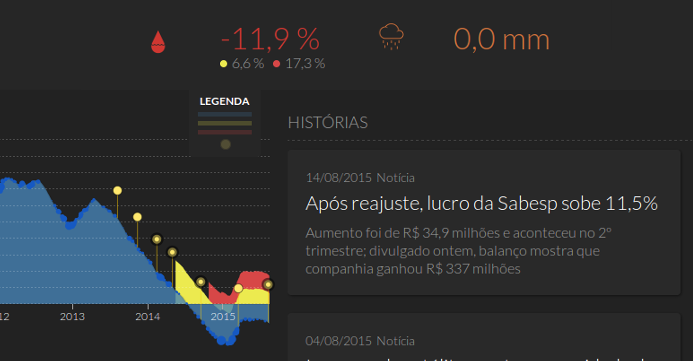 -11,9 %
0,0 mm
6,6 %
17,3 %
LEGENDA
HISTÓRIAS
14/08/2015 Notícia
Após reajuste, lucro da Sabesp sobe 11,5%
Aumento foi de R$ 34,9 milhões e aconteceu no 2º
trimestre; divulgado ontem, balanço mostra que
companhia ganhou R$ 337 milhões
2013
2014
2015
04/08/2015 Notícia